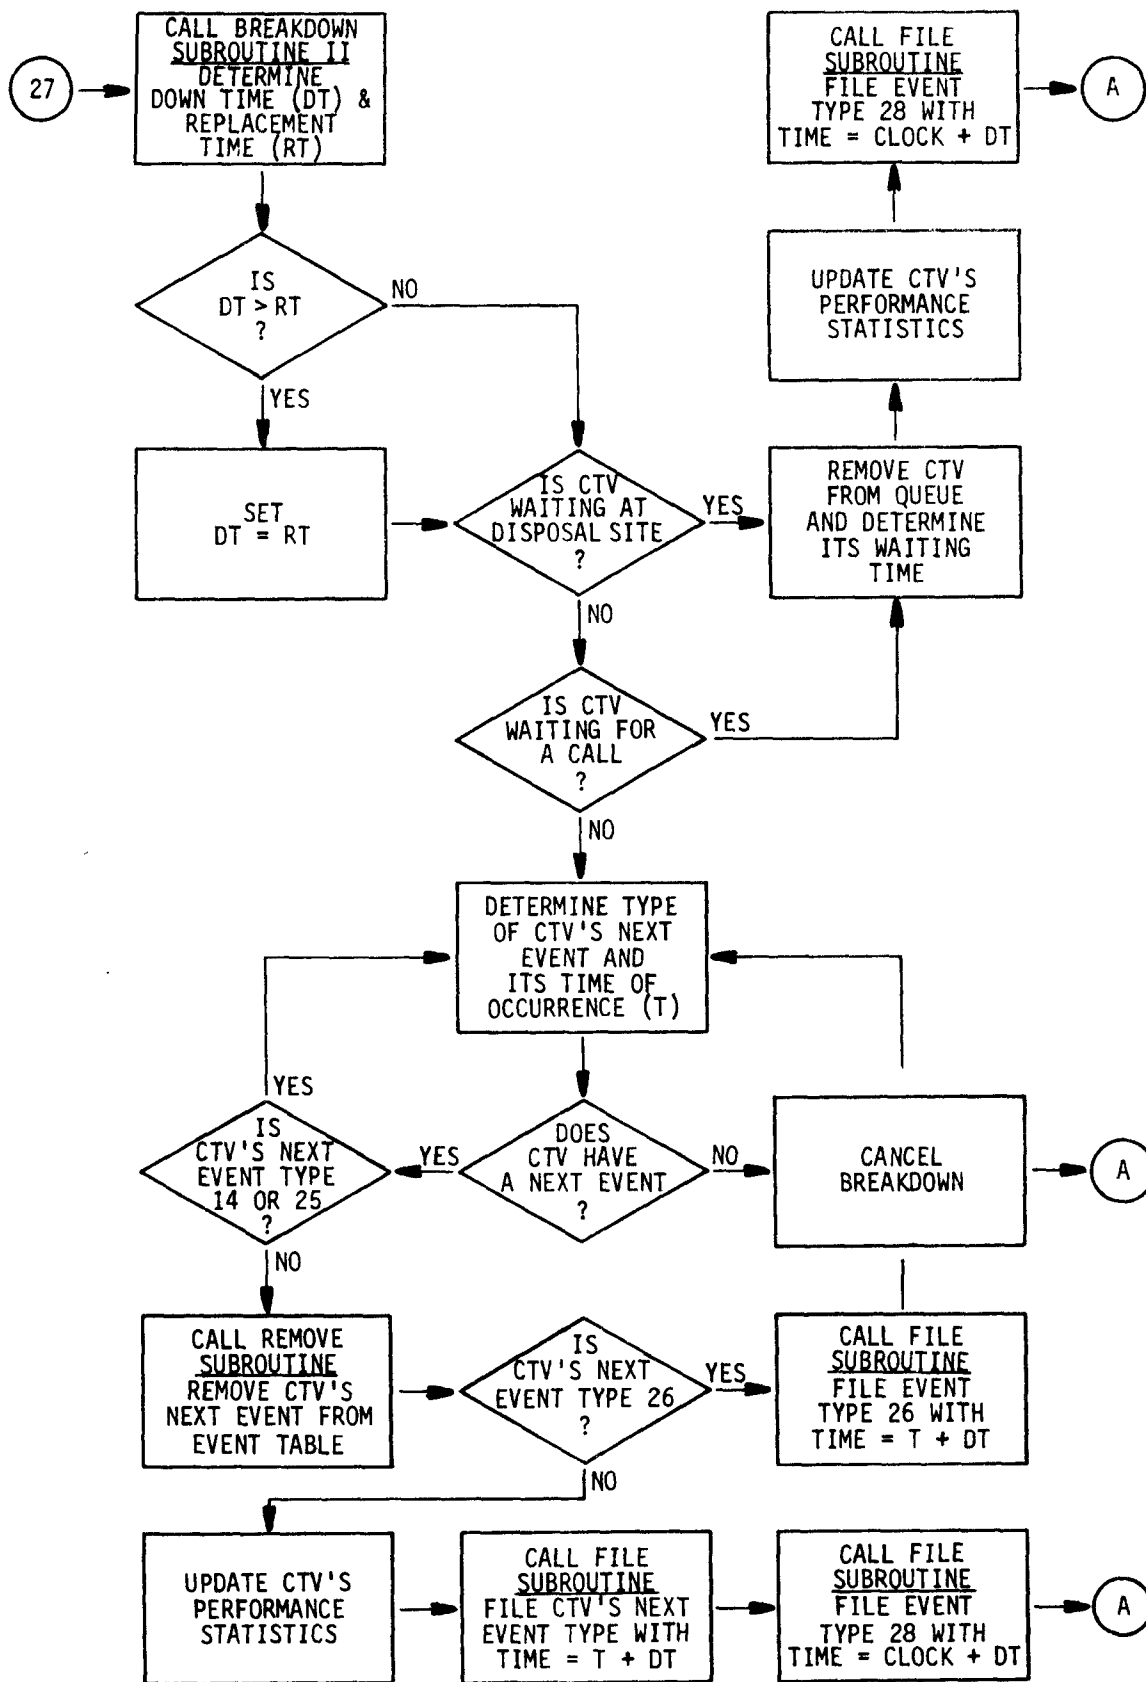 27
CALL BREAKDOWN
SUBROUTINE II
DETERMINE
DOWN TIME (DT) &
REPLACEMENT
TIME (RT)
CALL FILE
SUBROUTINE
FILE EVENT
TYPE 28 WITH
TIME = CLOCK + DT
A
IS
DT > RT
?
NO
YES
UPDATE CTV'S
PERFORMANCE
STATISTICS
SET
DT = RT
IS CTV
WAITING AT
DISPOSAL SITE
?
YES
NO
REMOVE CTV
FROM QUEUE
AND DETERMINE
ITS WAITING
TIME
IS CTV
WAITING FOR
A CALL
?
YES
NO
DETERMINE TYPE
OF CTV'S NEXT
EVENT AND
ITS TIME OF
OCCURRENCE (T)
YES
IS
CTV'S NEXT
EVENT TYPE
14 OR 25
?
YES
DOES
CTV HAVE
A NEXT EVENT
?
NO
CANCEL
BREAKDOWN
A
NO
CALL REMOVE
SUBROUTINE
REMOVE CTV'S
NEXT EVENT FROM
EVENT TABLE
IS
CTV'S NEXT
EVENT TYPE 26
?
YES
CALL FILE
SUBROUTINE
FILE EVENT
TYPE 26 WITH
TIME = T + DT
NO
UPDATE CTV'S
PERFORMANCE
STATISTICS
CALL FILE
SUBROUTINE
FILE CTV'S NEXT
EVENT TYPE WITH
TIME = T + DT
CALL FILE
SUBROUTINE
FILE EVENT
TYPE 28 WITH
TIME = CLOCK + DT
A